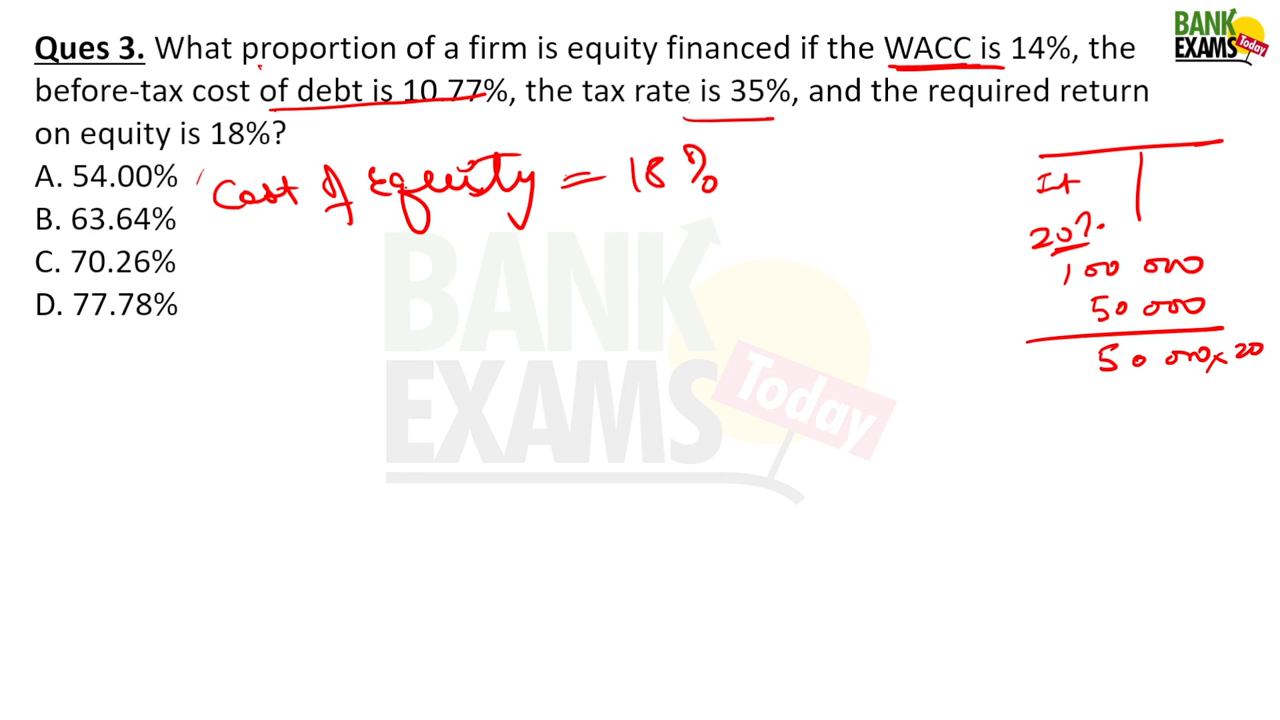 BANK
EXAMS Today
Ques 3. What proportion of a firm is equity financed if the WACC is 14%, the
before-tax cost of debt is 10.77%, the tax rate is 35%, and the required return
on equity is 18%?
A. 54.00%
B. 63.64%
C. 70.26%
D. 77.78%
Cost of Equity = 18%
Int
20%
100 000
50 000
50 000 x 20
BANK
EXAMS
Today